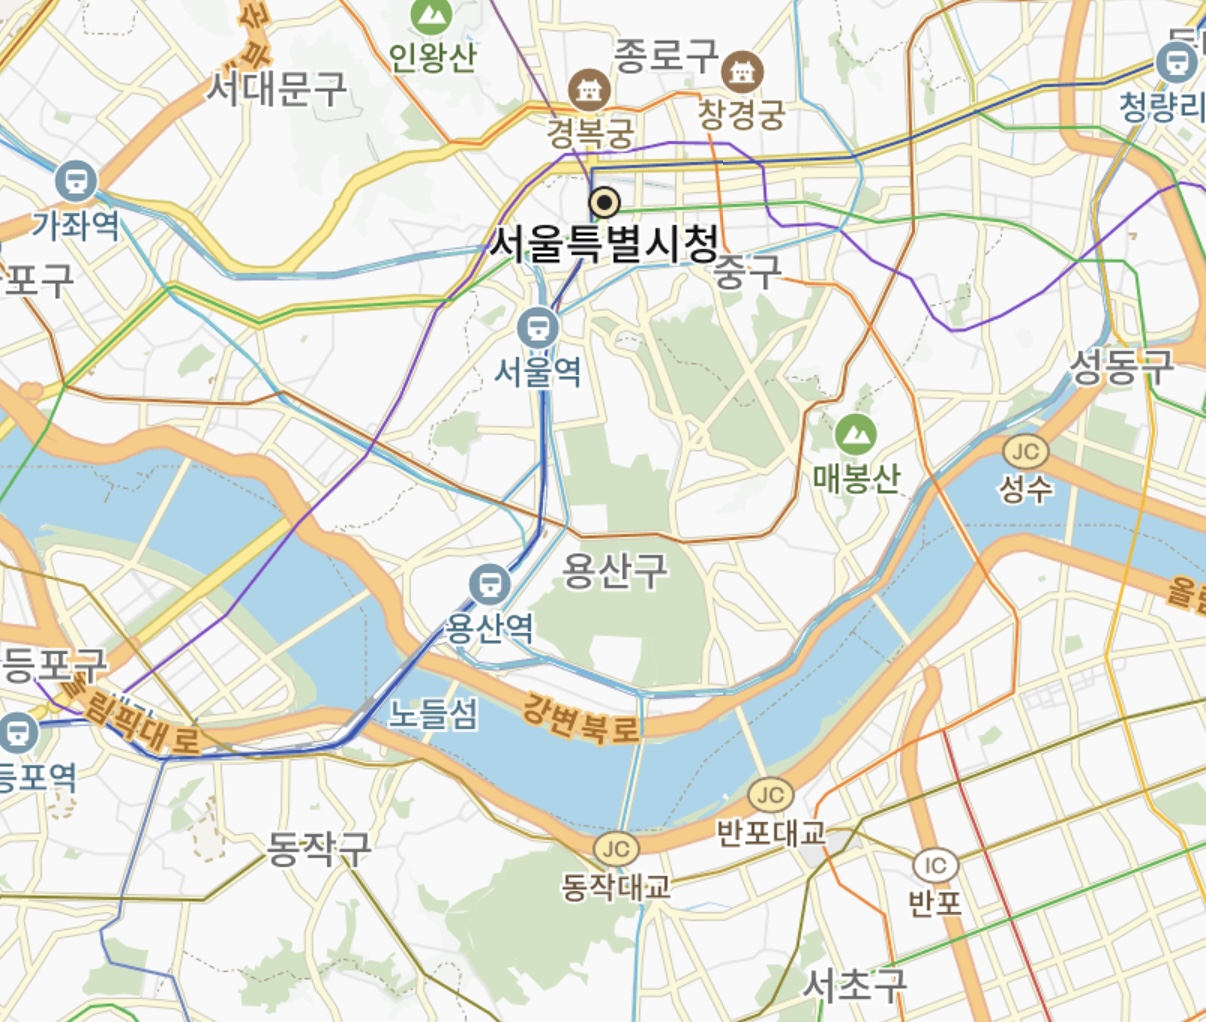 인왕산
종로구
서대문구
창경궁
경복궁
청량리
가좌역
서울특별시청
중구
포구
서울역
성동구
JC
매봉산
성수
용산구
용산역
등포구
노들섬
강변북로
림픽대로
등포역
JC
반포대교
동작구
JC
동작대교
IC
반포
서초구